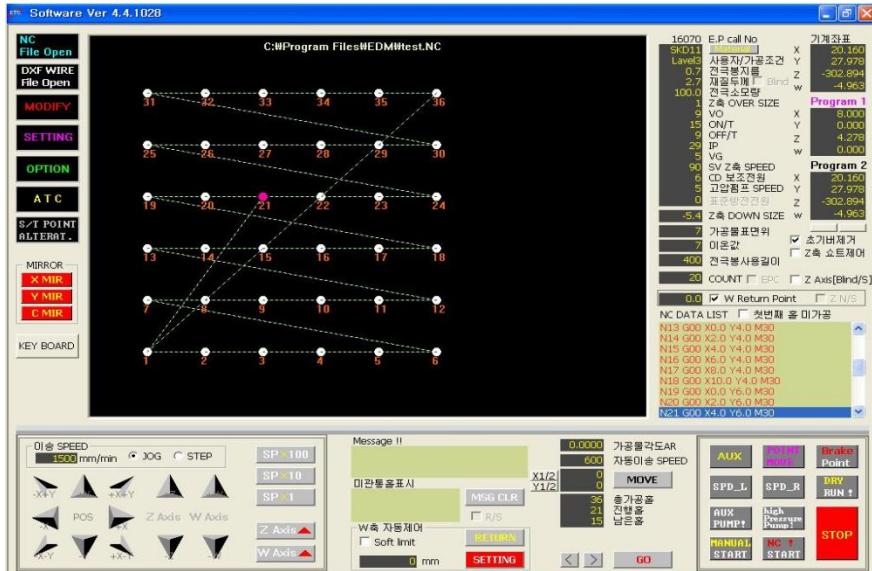 Software Ver 4.4.1028
NC
File Open
DXF WIRE
File Open
MODIFY
SETTING
OPTION
A T C
S/T POINT
ALTERAT.
MIRROR
X MIR
Y MIR
C MIR
KEY BOARD
C:₩Program Files₩EDM₩test.NC
31 32 33 34 35 36
25 26 27 28 29 30
19 20 21 22 23 24
13 14 15 16 17 18
7 8 9 10 11 12
1 2 3 4 5 6
16070 E.P call No
SKD11 Material
Lavel3 사용자/가공조건
0.7 전극봉지름
2.7 재질두께 Blind
100.0 전극소모량
1 Z축 OVER SIZE
9 VO
15 ON/T
9 OFF/T
29 IP
5 VG
90 SV Z축 SPEED
6 CD 보조전원
5 고압펌프 SPEED
0 표준방전전원
-5.4 Z축 DOWN SIZE
7 가공물표면위
7 이온값
400 전극봉사용길이
20 COUNT EPC Z Axis[Blind/S]
0.0 W Return Point Z N/S
기계좌표
X 20.160
Y 27.978
Z -302.894
W -4.963
Program 1
X 8.000
Y 0.000
Z 4.278
W 0.000
Program 2
X 20.160
Y 27.978
Z -302.894
W -4.963
초기버제거
Z축 쇼트제어
NC DATA LIST 첫번째 홀 미가공
N13 G00 X0.0 Y4.0 M30
N14 G00 X2.0 Y4.0 M30
N15 G00 X4.0 Y4.0 M30
N16 G00 X6.0 Y4.0 M30
N17 G00 X8.0 Y4.0 M30
N18 G00 X10.0 Y4.0 M30
N19 G00 X0.0 Y6.0 M30
N20 G00 X2.0 Y6.0 M30
N21 G00 X4.0 Y6.0 M30
이송 SPEED
1500 mm/min JOG STEP
-X+Y +X+Y
-X POS +X Z Axis W Axis
-X-Y -Y +X-Y -Z -W
SP×100
SP×10
SP×1
Z Axis
W Axis
Message !!
미관통홀표시
MSG CLR
R/S
W축 자동제어
Soft limit
0 mm
RETURN
SETTING
0.0000 가공물각도AR
600 자동이송 SPEED
X1/2 0
Y1/2 0
MOVE
36 총가공홀
21 진행홀
15 남은홀
< > GO
AUX
POINT
MOVE
Brake
Point
SPD_L
SPD_R
DRY
RUN !
AUX
PUMP!
high
Pressure
Pump!
STOP
MANUAL
START
NC !
START